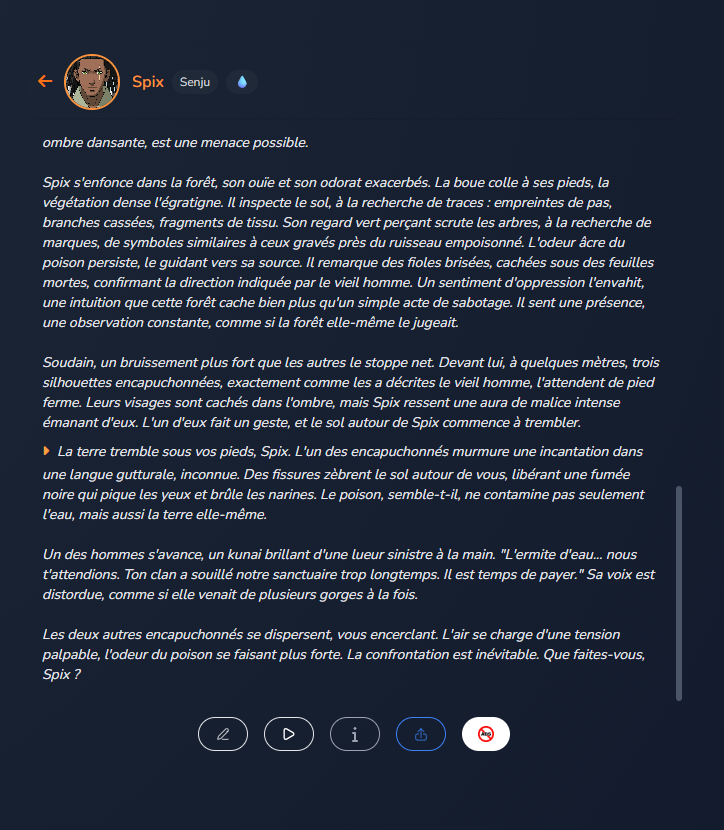 Spix Senju
ombre dansante, est une menace possible.
Spix s'enfonce dans la forêt, son ouïe et son odorat exacerbés. La boue colle à ses pieds, la
végétation dense l'égratigne. Il inspecte le sol, à la recherche de traces : empreintes de pas,
branches cassées, fragments de tissu. Son regard vert perçant scrute les arbres, à la recherche de
marques, de symboles similaires à ceux gravés près du ruisseau empoisonné. L'odeur âcre du
poison persiste, le guidant vers sa source. Il remarque des fioles brisées, cachées sous des feuilles
mortes, confirmant la direction indiquée par le vieil homme. Un sentiment d'oppression l'envahit,
une intuition que cette forêt cache bien plus qu'un simple acte de sabotage. Il sent une présence,
une observation constante, comme si la forêt elle-même le jugeait.
Soudain, un bruissement plus fort que les autres le stoppe net. Devant lui, à quelques mètres, trois
silhouettes encapuchonnées, exactement comme les a décrites le vieil homme, l'attendent de pied
ferme. Leurs visages sont cachés dans l'ombre, mais Spix ressent une aura de malice intense
émanant d'eux. L'un d'eux fait un geste, et le sol autour de Spix commence à trembler.
La terre tremble sous vos pieds, Spix. L'un des encapuchonnés murmure une incantation dans
une langue gutturale, inconnue. Des fissures zèbrent le sol autour de vous, libérant une fumée
noire qui pique les yeux et brûle les narines. Le poison, semble-t-il, ne contamine pas seulement
l'eau, mais aussi la terre elle-même.
Un des hommes s'avance, un kunai brillant d'une lueur sinistre à la main. "L'ermite d'eau... nous
t'attendions. Ton clan a souillé notre sanctuaire trop longtemps. Il est temps de payer." Sa voix est
distordue, comme si elle venait de plusieurs gorges à la fois.
Les deux autres encapuchonnés se dispersent, vous encerclant. L'air se charge d'une tension
palpable, l'odeur du poison se faisant plus forte. La confrontation est inévitable. Que faites-vous,
Spix ?